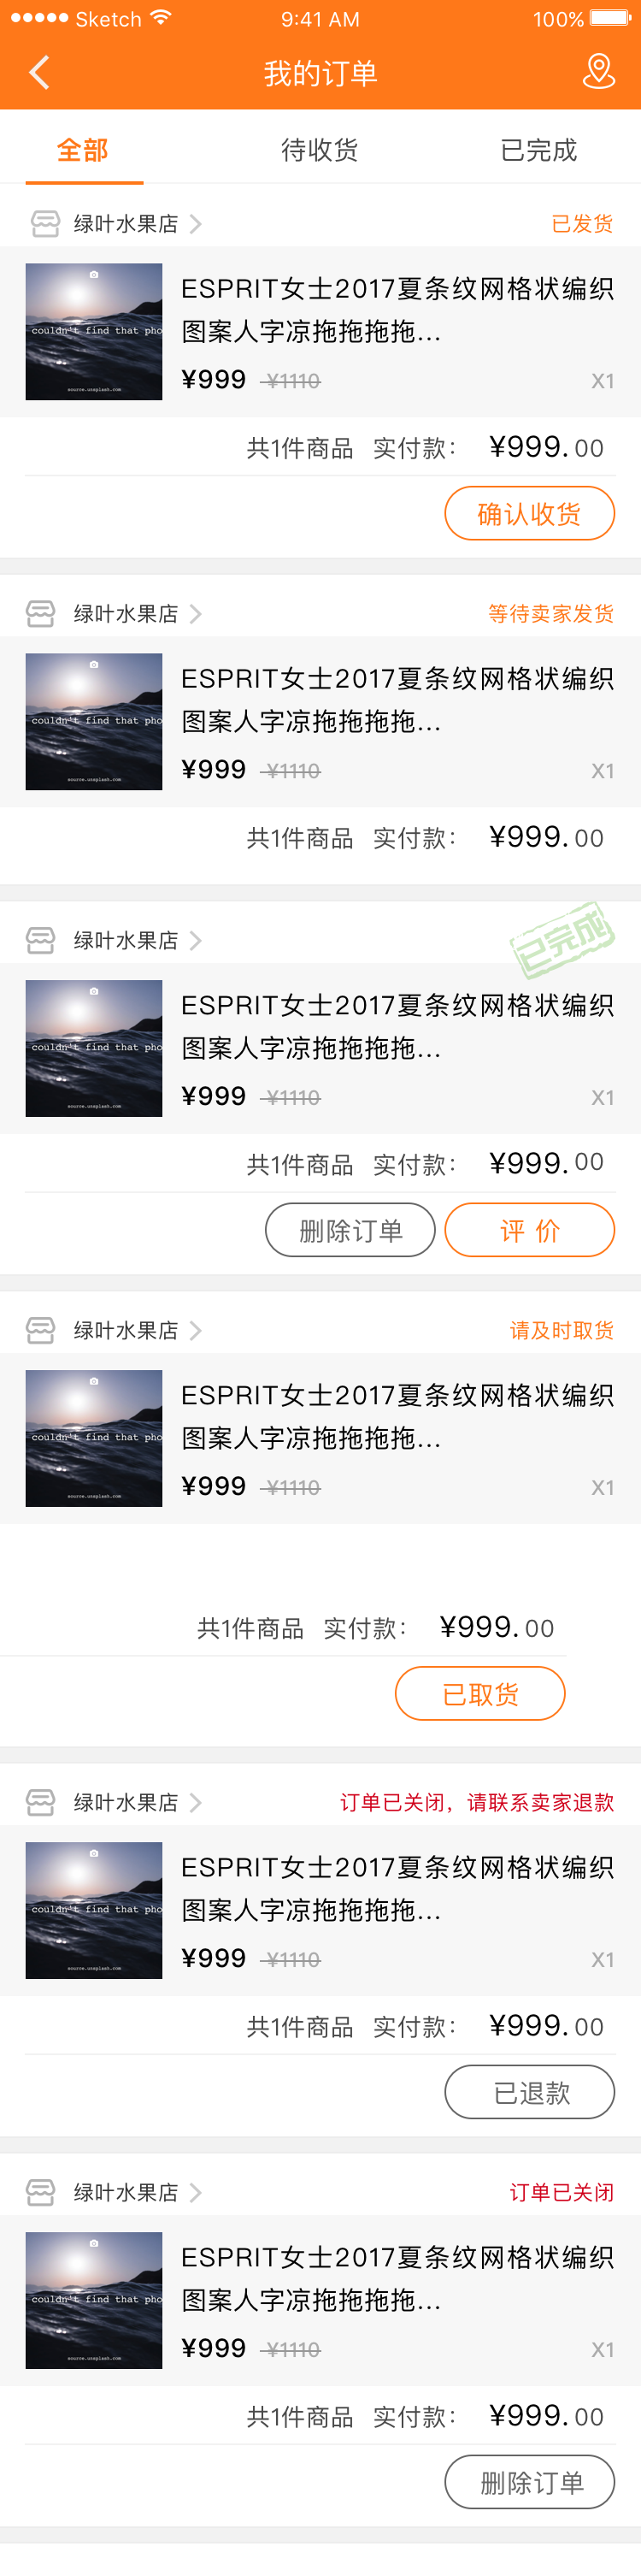 Sketch 9:41 AM 100%
我的订单
全部 待收货 已完成
绿叶水果店 已发货
couldn't find that pho
source.unsplash.com
ESPRIT女士2017夏条纹网格状编织
图案人字凉拖拖拖拖...
¥999 ¥1110 X1
共1件商品 实付款： ¥999.00
确认收货
绿叶水果店 等待卖家发货
couldn't find that pho
source.unsplash.com
ESPRIT女士2017夏条纹网格状编织
图案人字凉拖拖拖拖...
¥999 ¥1110 X1
共1件商品 实付款： ¥999.00
绿叶水果店 已完成
couldn't find that pho
source.unsplash.com
ESPRIT女士2017夏条纹网格状编织
图案人字凉拖拖拖拖...
¥999 ¥1110 X1
共1件商品 实付款： ¥999.00
删除订单 评 价
绿叶水果店 请及时取货
couldn't find that pho
source.unsplash.com
ESPRIT女士2017夏条纹网格状编织
图案人字凉拖拖拖拖...
¥999 ¥1110 X1
共1件商品 实付款： ¥999.00
已取货
绿叶水果店 订单已关闭，请联系卖家退款
couldn't find that pho
source.unsplash.com
ESPRIT女士2017夏条纹网格状编织
图案人字凉拖拖拖拖...
¥999 ¥1110 X1
共1件商品 实付款： ¥999.00
已退款
绿叶水果店 订单已关闭
couldn't find that pho
source.unsplash.com
ESPRIT女士2017夏条纹网格状编织
图案人字凉拖拖拖拖...
¥999 ¥1110 X1
共1件商品 实付款： ¥999.00
删除订单